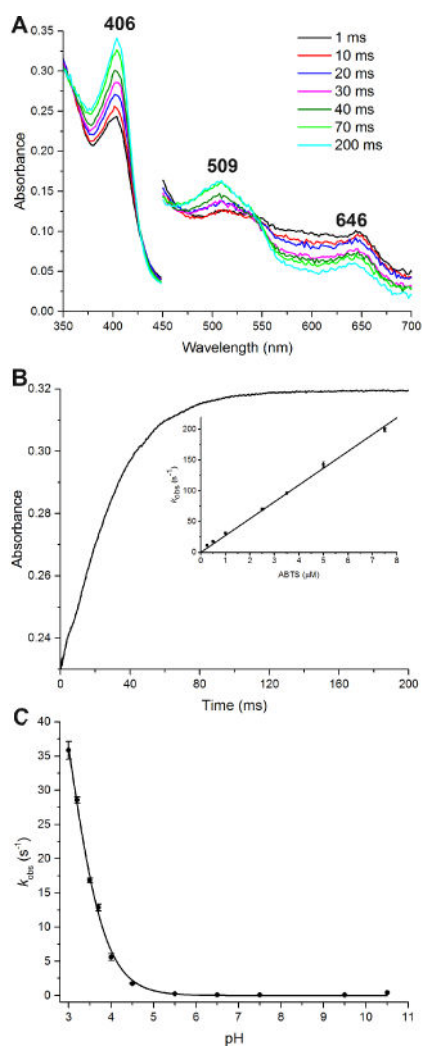 A
406
509
646
1 ms
10 ms
20 ms
30 ms
40 ms
70 ms
200 ms
0.35
0.30
0.25
0.20
0.15
0.10
0.05
0.00
Absorbance
350 400 450 500 550 600 650 700
Wavelength (nm)
B
0.32
0.30
0.28
0.26
0.24
Absorbance
200
150
100
50
0
kobs (s-1)
0 1 2 3 4 5 6 7 8
ABTS (μM)
0 40 80 120 160 200
Time (ms)
C
40
35
30
25
20
15
10
5
0
kobs (s-1)
3 4 5 6 7 8 9 10 11
pH